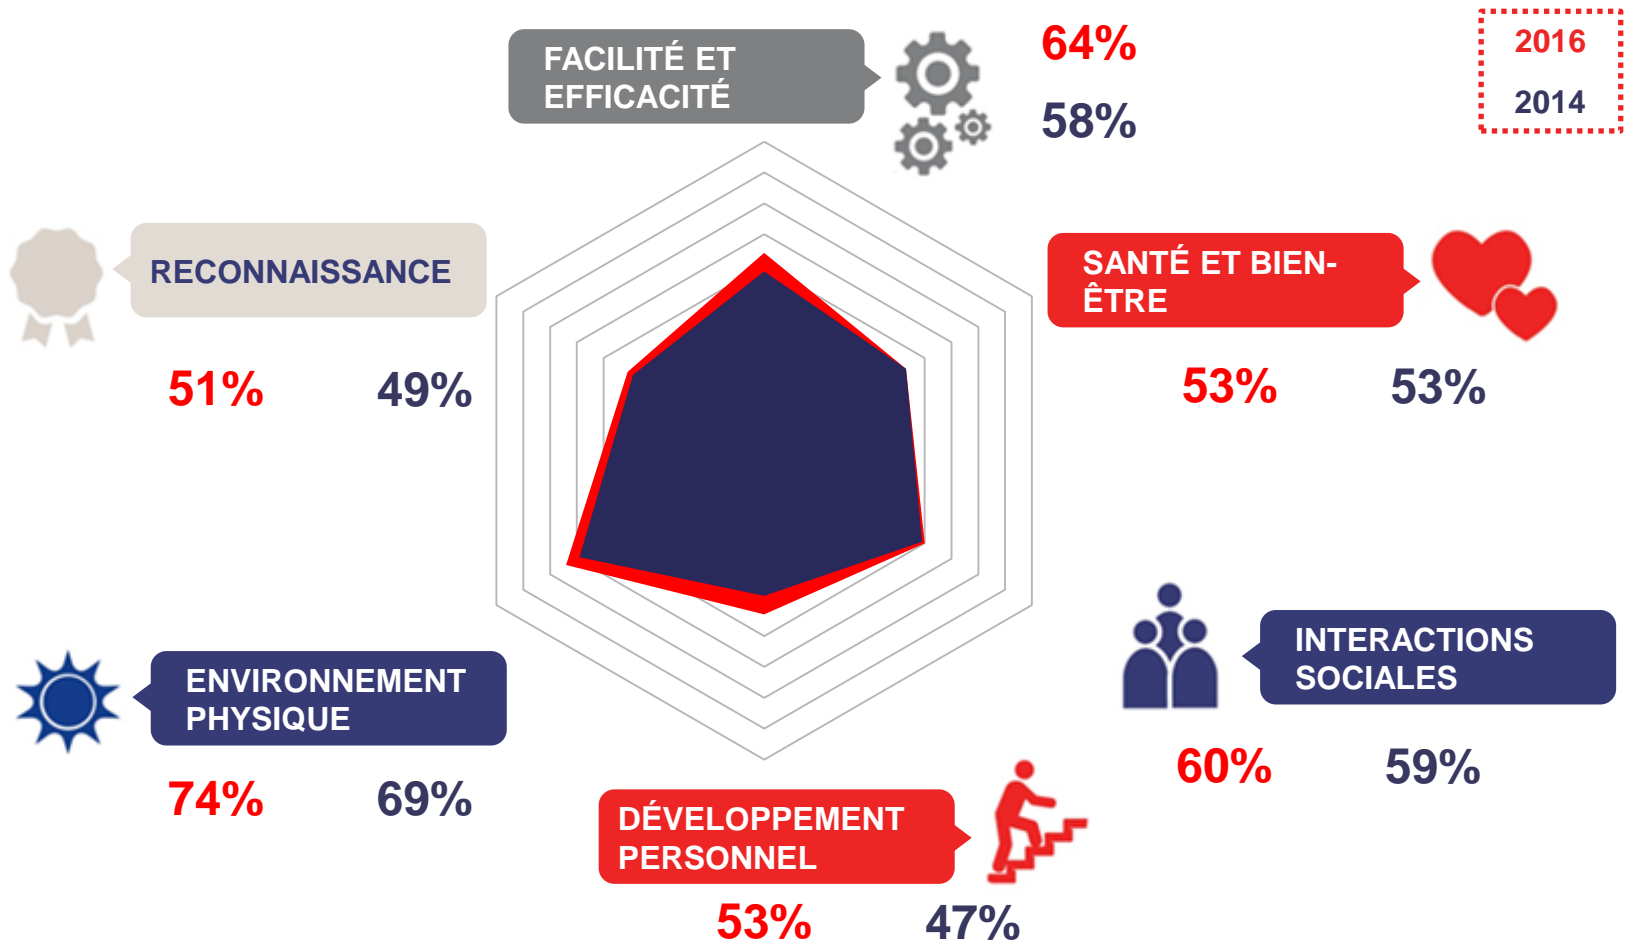 FACILITÉ ET
EFFICACITÉ
64%
58%
2016
2014
RECONNAISSANCE
51% 49%
SANTÉ ET BIEN-
ÊTRE
53% 53%
ENVIRONNEMENT
PHYSIQUE
74% 69%
INTERACTIONS
SOCIALES
60% 59%
DÉVELOPPEMENT
PERSONNEL
53% 47%